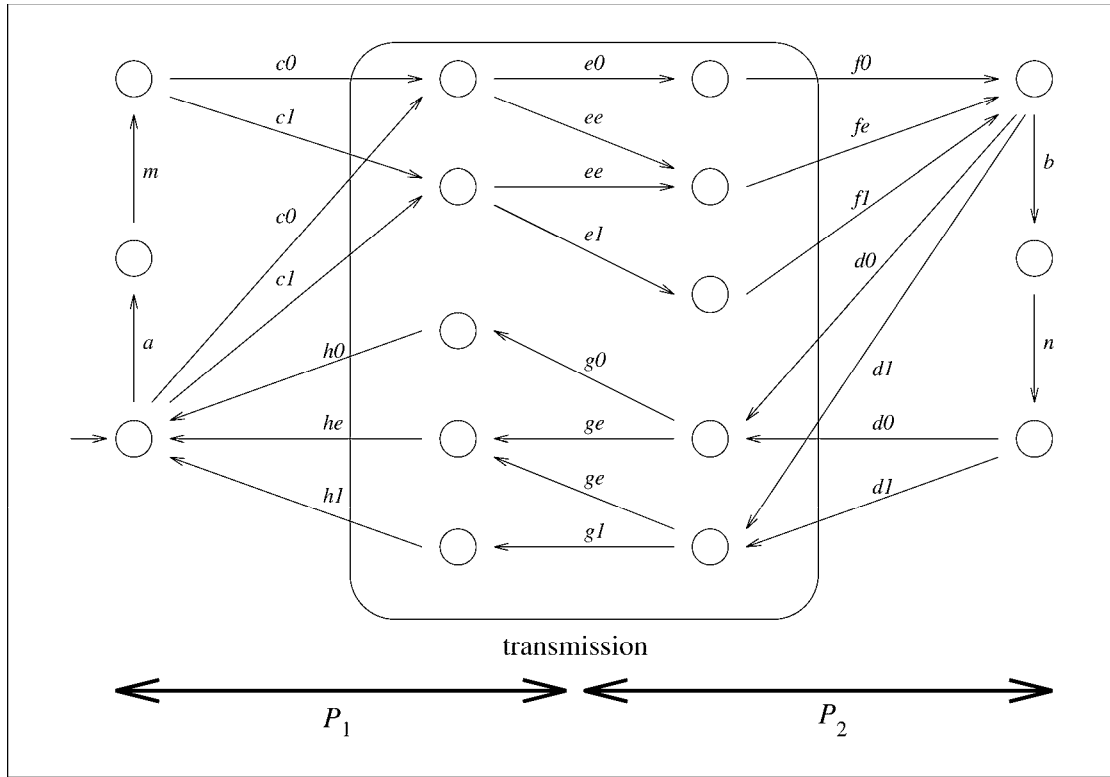 c0 e0 f0
c1 ee fe
m ee b
c0 e1 f1
c1 d0
a h0 g0 d1 n
he ge d0
h1 ge d1
g1
transmission
P1 P2